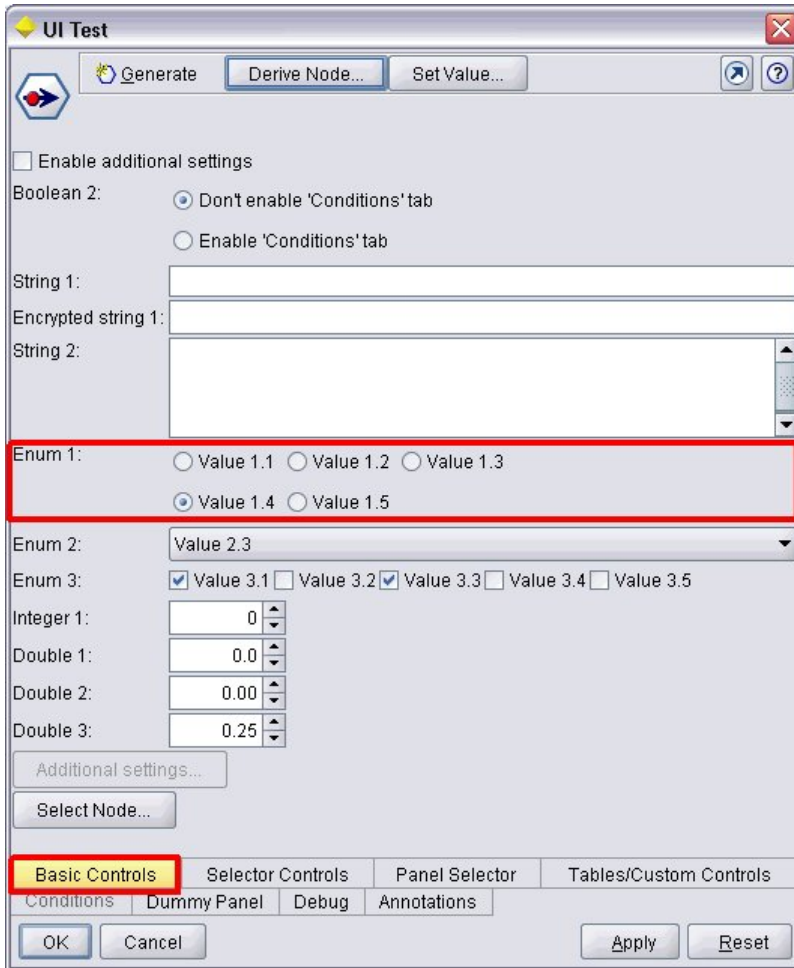 UI Test
Generate Derive Node... Set Value...
Enable additional settings
Boolean 2: Don't enable 'Conditions' tab
Enable 'Conditions' tab
String 1:
Encrypted string 1:
String 2:
Enum 1: Value 1.1 Value 1.2 Value 1.3
Value 1.4 Value 1.5
Enum 2: Value 2.3
Enum 3: Value 3.1 Value 3.2 Value 3.3 Value 3.4 Value 3.5
Integer 1: 0
Double 1: 0.0
Double 2: 0.00
Double 3: 0.25
Additional settings...
Select Node...
Basic Controls Selector Controls Panel Selector Tables/Custom Controls
Conditions Dummy Panel Debug Annotations
OK Cancel Apply Reset